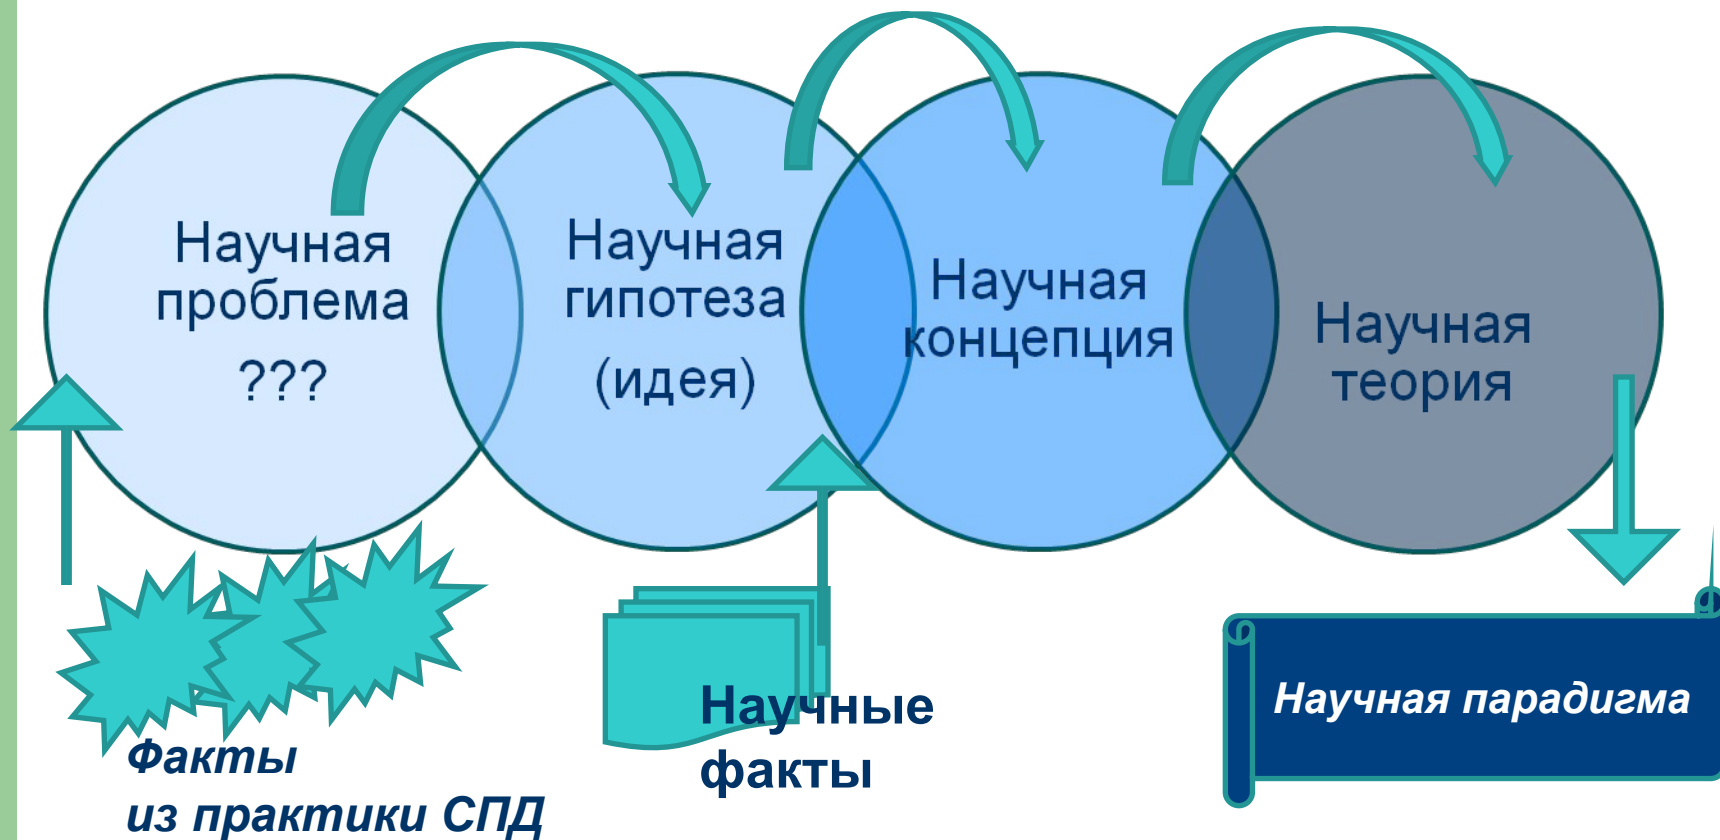 Научная
проблема
???
Научная
гипотеза
(идея)
Научная
концепция
Научная
теория
Факты
из практики СПД
Научные
факты
Научная парадигма